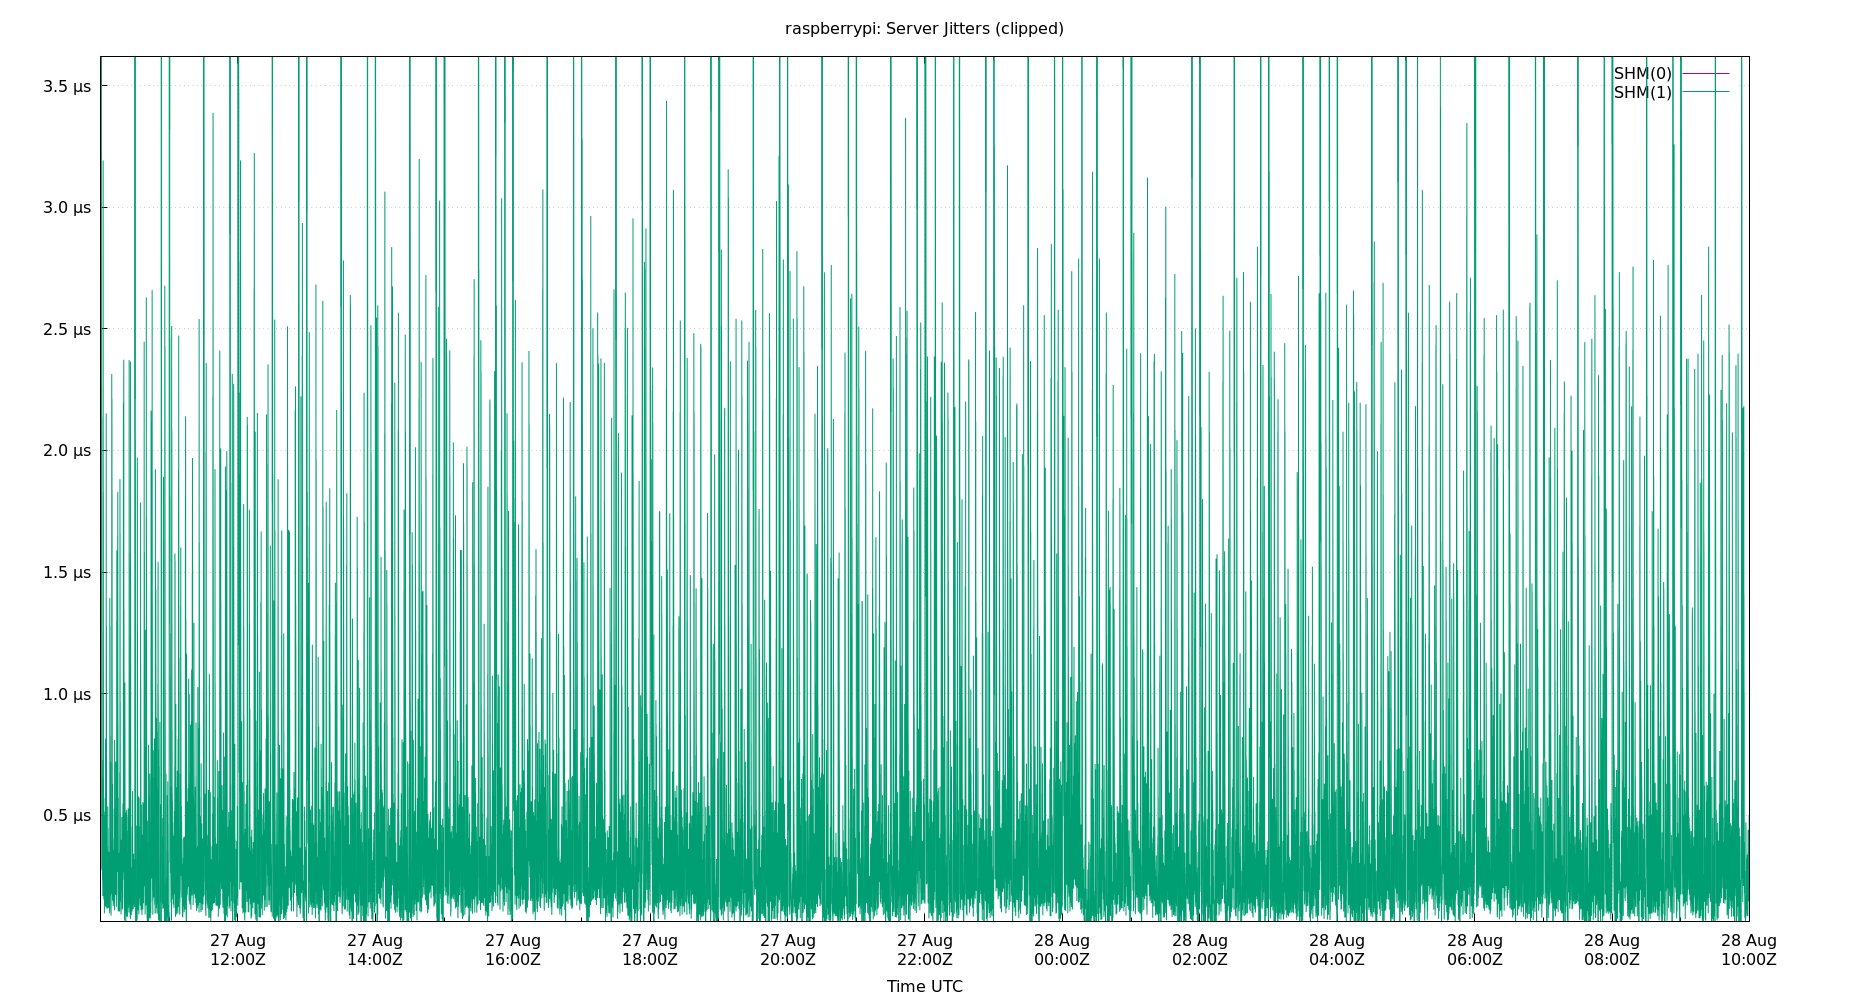 raspberrypi: Server Jitters (clipped)
SHM(0)
SHM(1)
3.5 µs
3.0 µs
2.5 µs
2.0 µs
1.5 µs
1.0 µs
0.5 µs
27 Aug 27 Aug 27 Aug 27 Aug 27 Aug 27 Aug 28 Aug 28 Aug 28 Aug 28 Aug 28 Aug 28 Aug
12:00Z 14:00Z 16:00Z 18:00Z 20:00Z 22:00Z 00:00Z 02:00Z 04:00Z 06:00Z 08:00Z 10:00Z
Time UTC